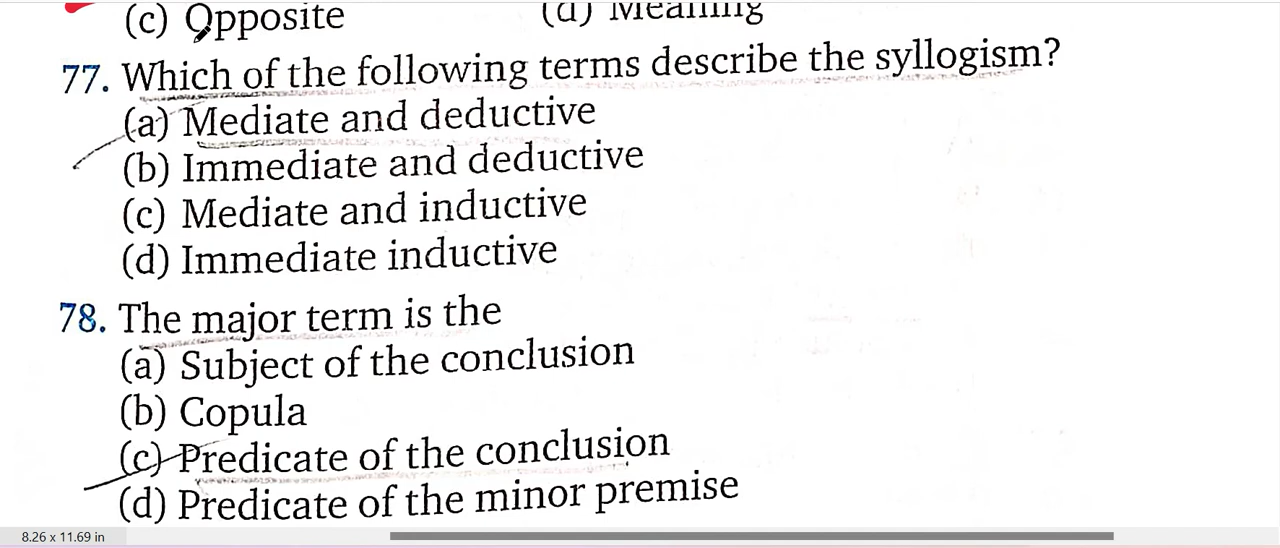 (c) Opposite (d) Meaning
77. Which of the following terms describe the syllogism?
(a) Mediate and deductive
(b) Immediate and deductive
(c) Mediate and inductive
(d) Immediate inductive
78. The major term is the
(a) Subject of the conclusion
(b) Copula
(c) Predicate of the conclusion
(d) Predicate of the minor premise
8.26 x 11.69 in